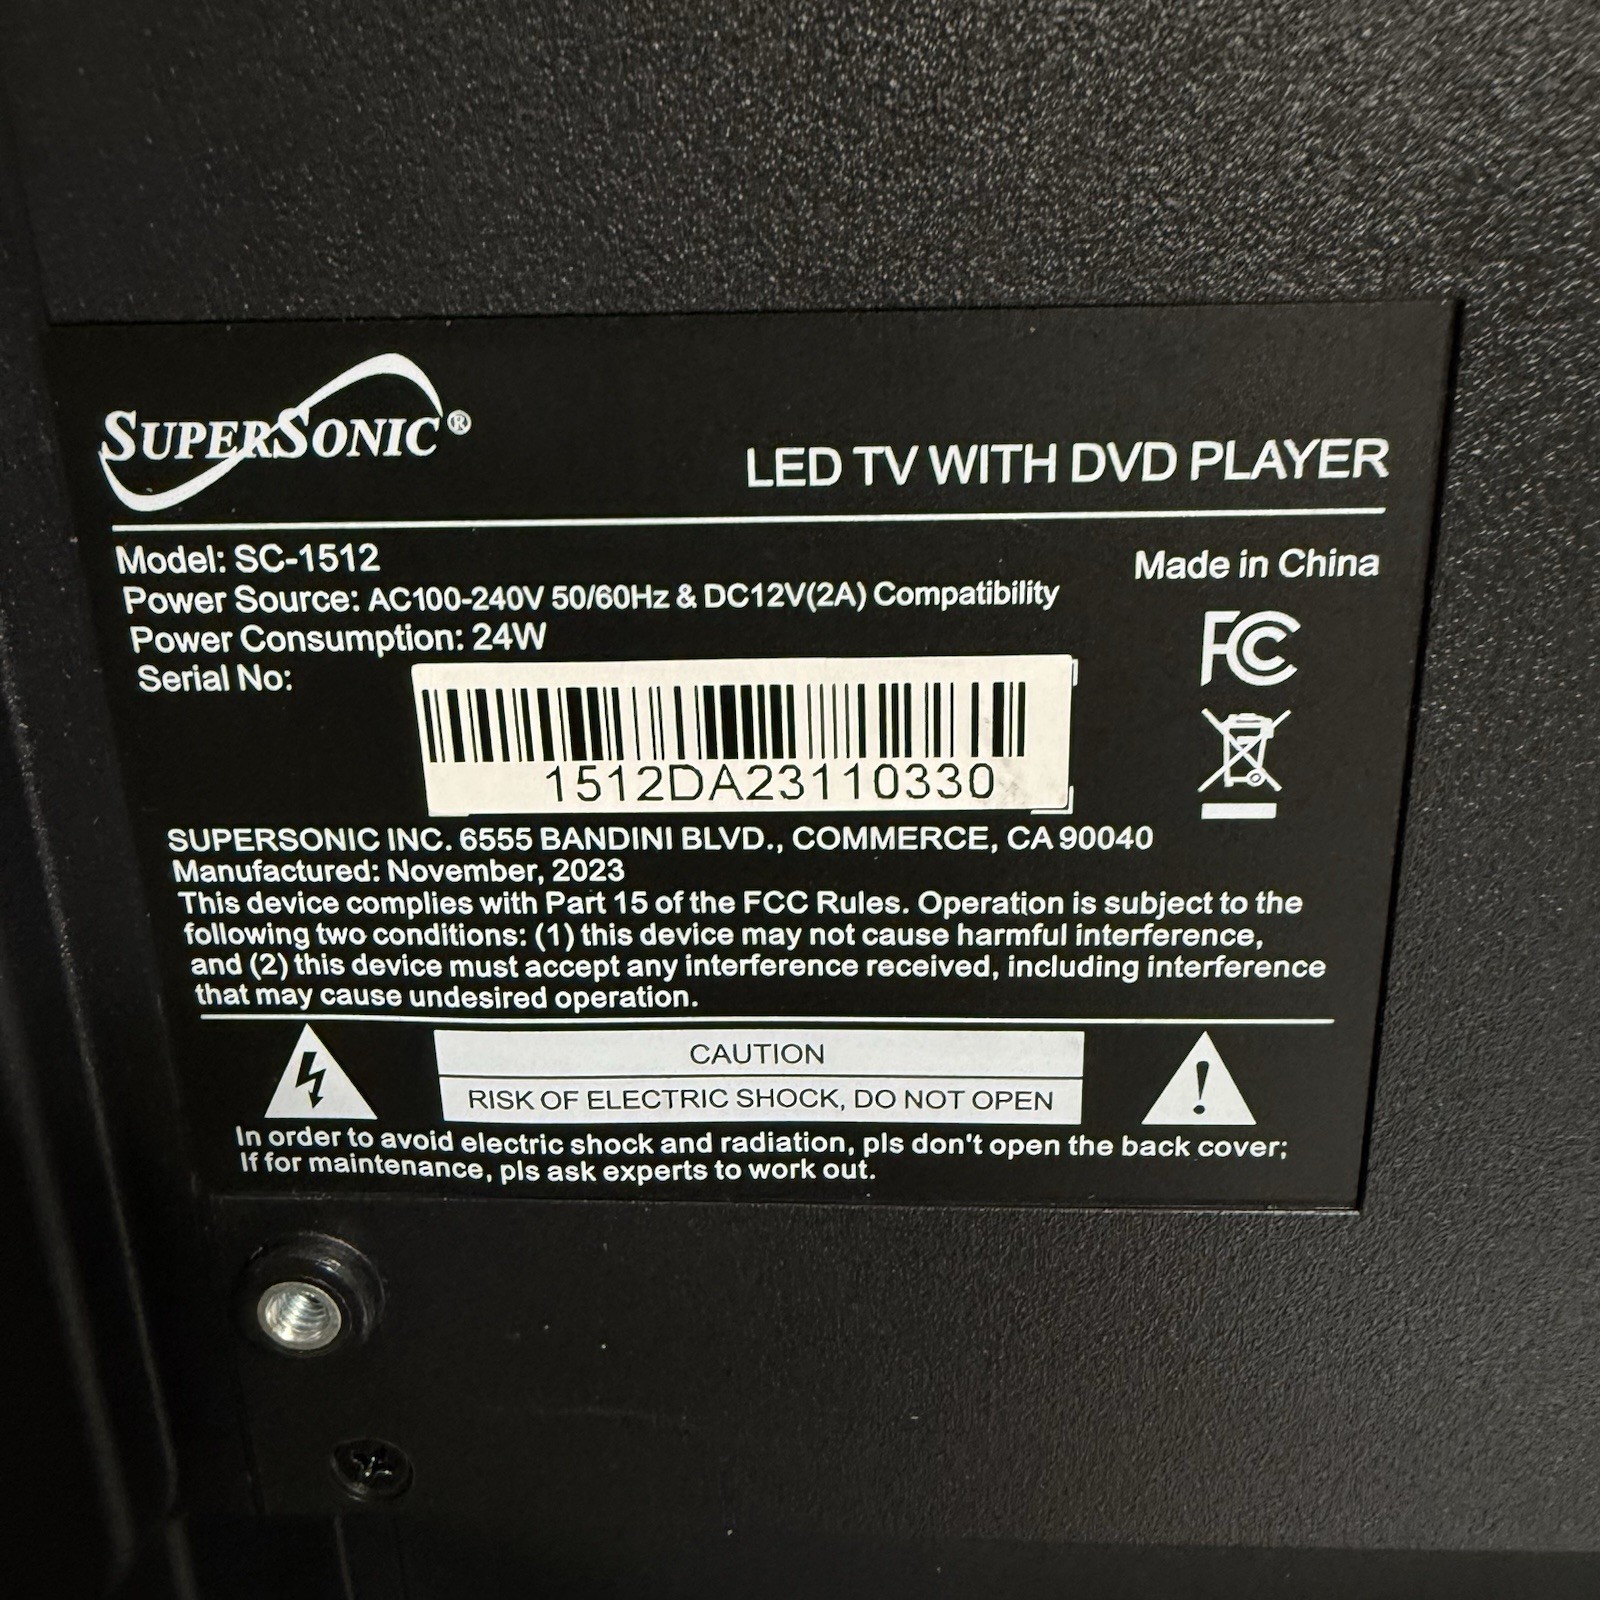 SUPERSONIC®
LED TV WITH DVD PLAYER
Model: SC-1512
Made in China
Power Source: AC100-240V 50/60Hz & DC12V(2A) Compatibility
Power Consumption: 24W
FC
Serial No:
1512DA23110330
SUPERSONIC INC. 6555 BANDINI BLVD., COMMERCE, CA 90040
Manufactured: November, 2023
This device complies with Part 15 of the FCC Rules. Operation is subject to the
following two conditions: (1) this device may not cause harmful interference,
and (2) this device must accept any interference received, including interference
that may cause undesired operation.
CAUTION
RISK OF ELECTRIC SHOCK, DO NOT OPEN
In order to avoid electric shock and radiation, pls don't open the back cover;
If for maintenance, pls ask experts to work out.